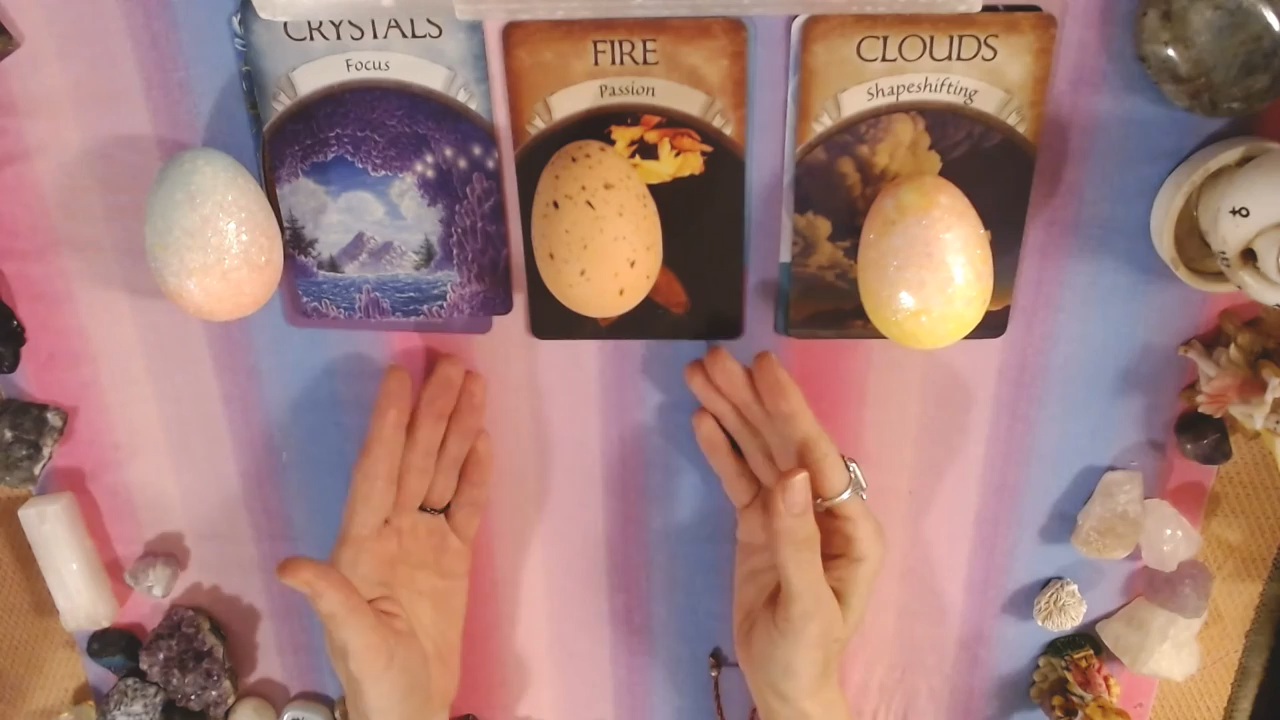 CRYSTALS
Focus
FIRE
Passion
CLOUDS
Shapeshifting